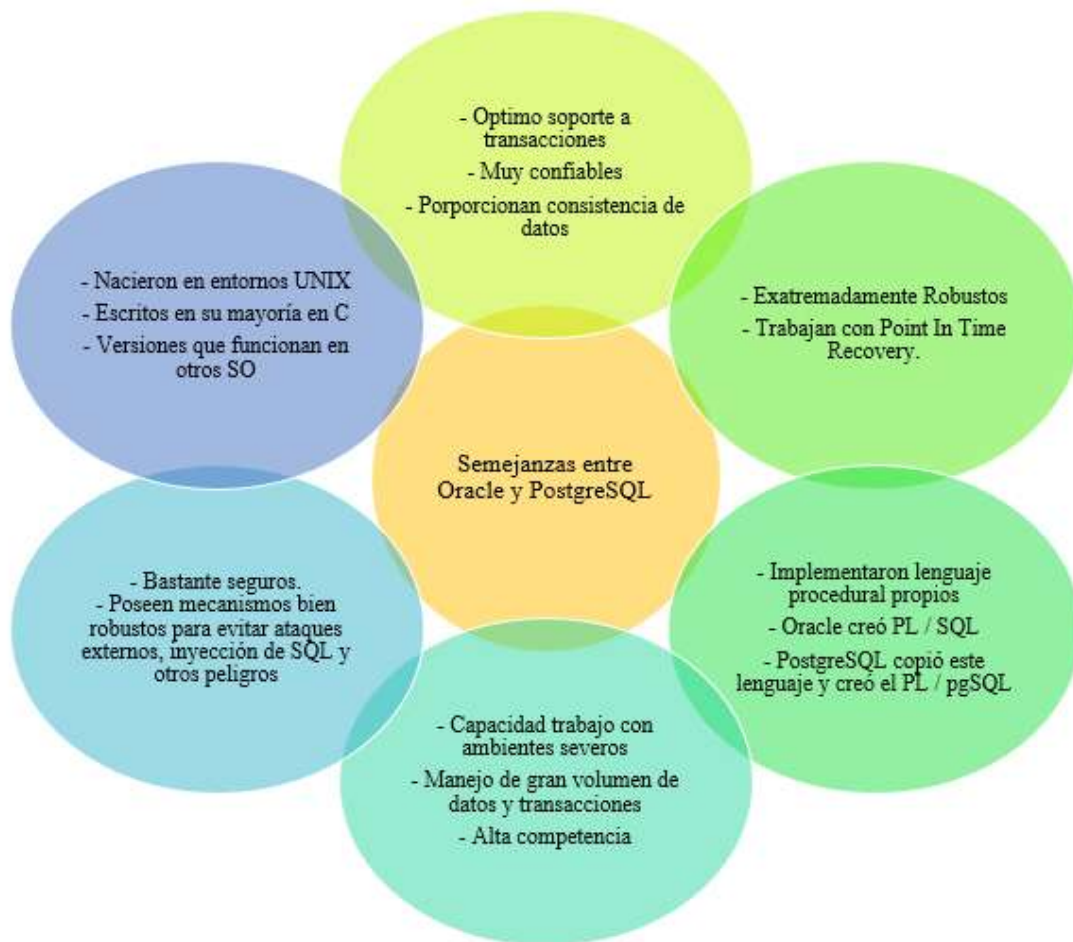 - Optimo soporte a
transacciones
- Muy confiables
- Porporcionan consistencia de
datos
- Exatremadamente Robustos
- Trabajan con Point In Time
Recovery.
- Implementaron lenguaje
procedural propios
- Oracle creó PL / SQL
- PostgreSQL copió este
lenguaje y creó el PL / pgSQL
- Capacidad trabajo con
ambientes severos
- Manejo de gran volumen de
datos y transacciones
- Alta competencia
- Bastante seguros.
- Poseen mecanismos bien
robustos para evitar ataques
externos, inyección de SQL y
otros peligros
- Nacieron en entornos UNIX
- Escritos en su mayoría en C
- Versiones que funcionan en
otros SO
Semejanzas entre
Oracle y PostgreSQL